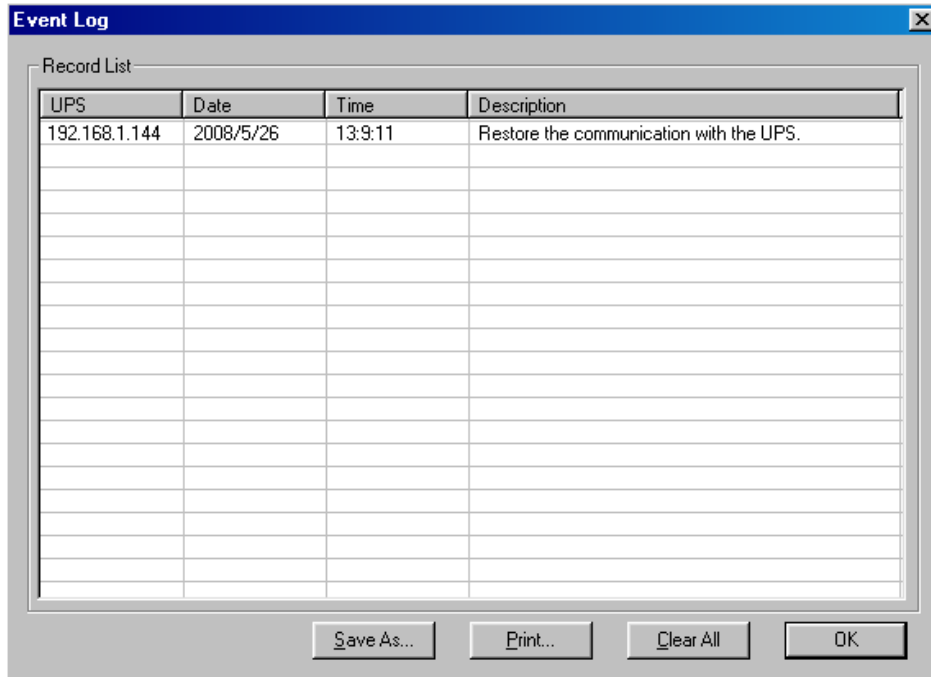 Event Log
Record List
UPS Date Time Description
192.168.1.144 2008/5/26 13:9:11 Restore the communication with the UPS.
Save As... Print... Clear All OK